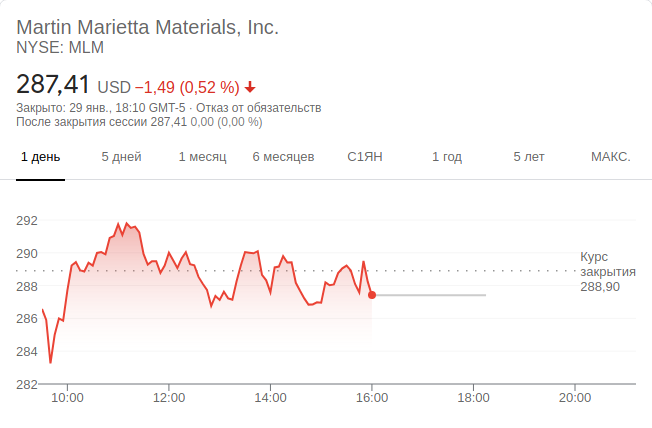 Martin Marietta Materials, Inc.
NYSE: MLM
287,41 USD −1,49 (0,52 %)
Закрыто: 29 янв., 18:10 GMT-5 · Отказ от обязательств
После закрытия сессии 287,41 0,00 (0,00 %)
1 день 5 дней 1 месяц 6 месяцев С1ЯН 1 год 5 лет МАКС.
292
290
288
286
284
282
Курс
закрытия
288,90
10:00 12:00 14:00 16:00 18:00 20:00